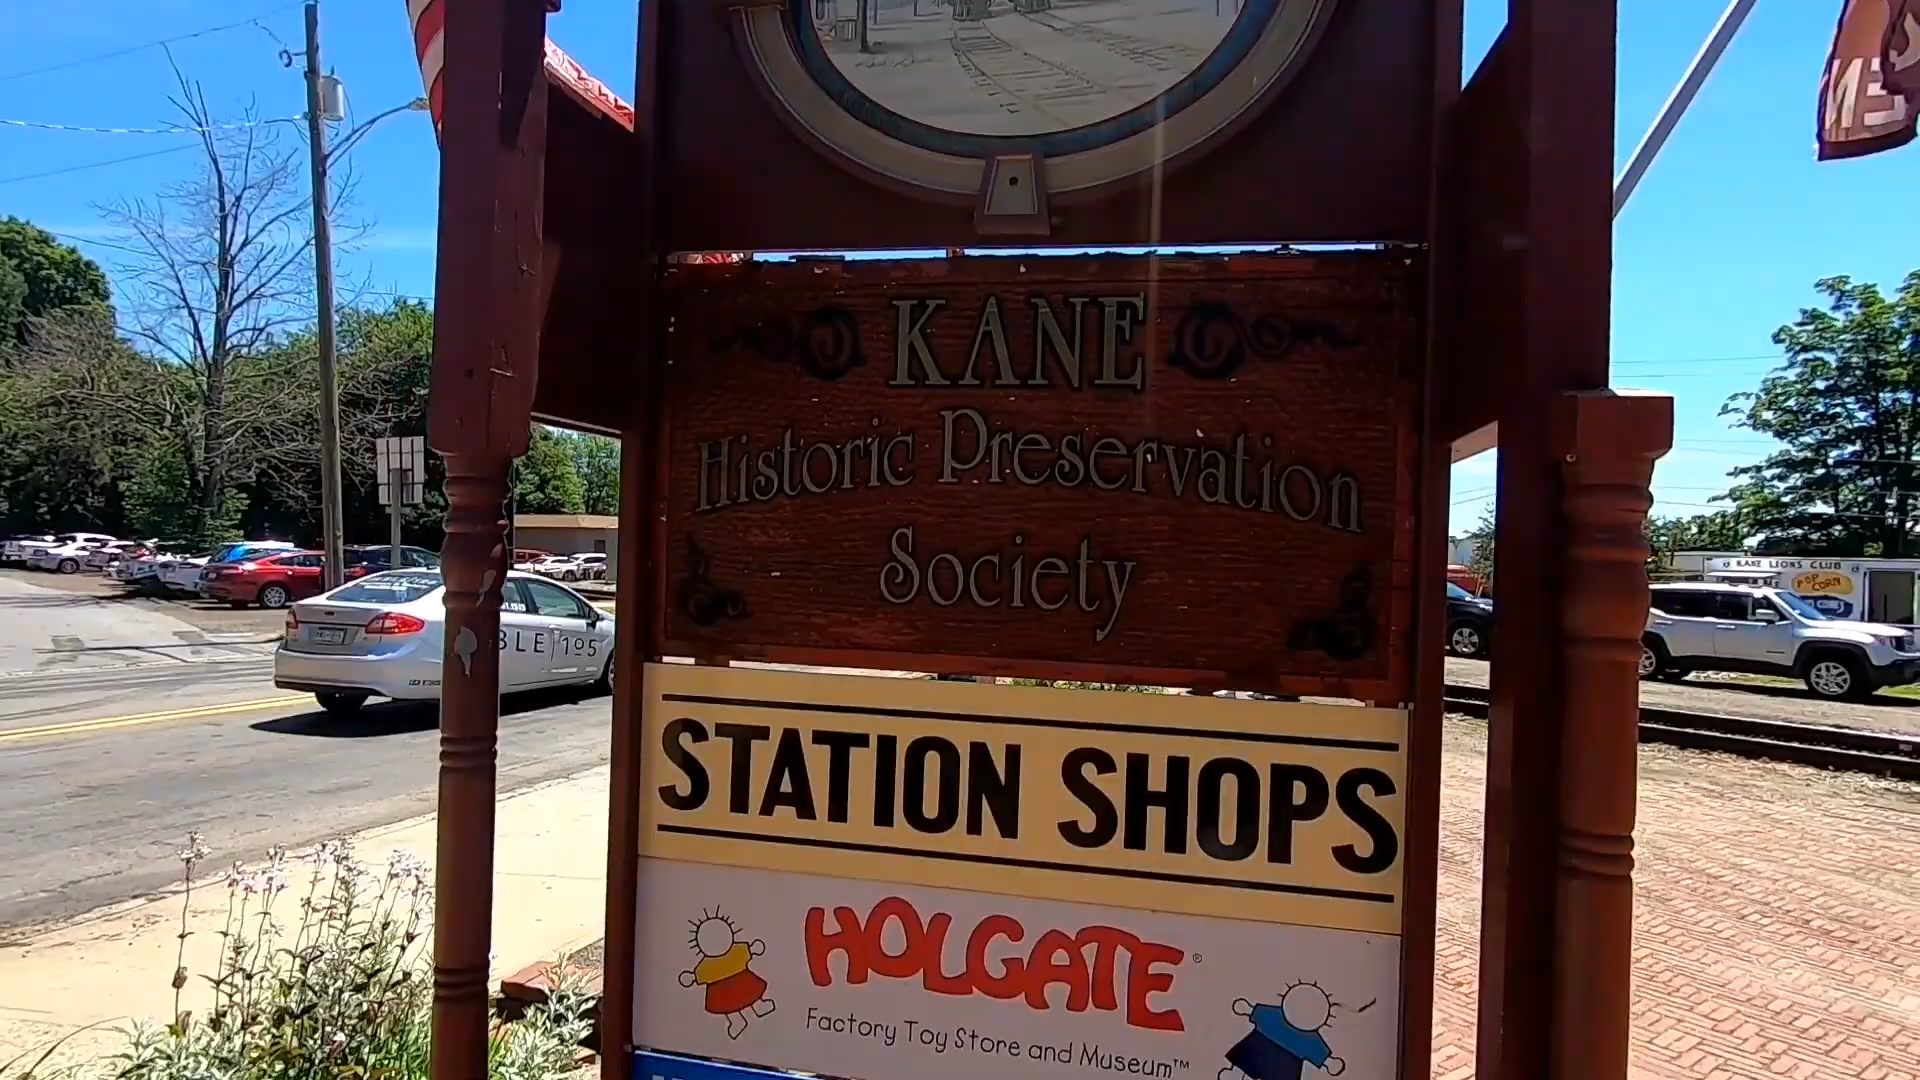 KANE
Historic Preservation
Society
STATION SHOPS
HOLGATE®
Factory Toy Store and Museum™
BLE|105
KANE LIONS CLUB
POP
CORN